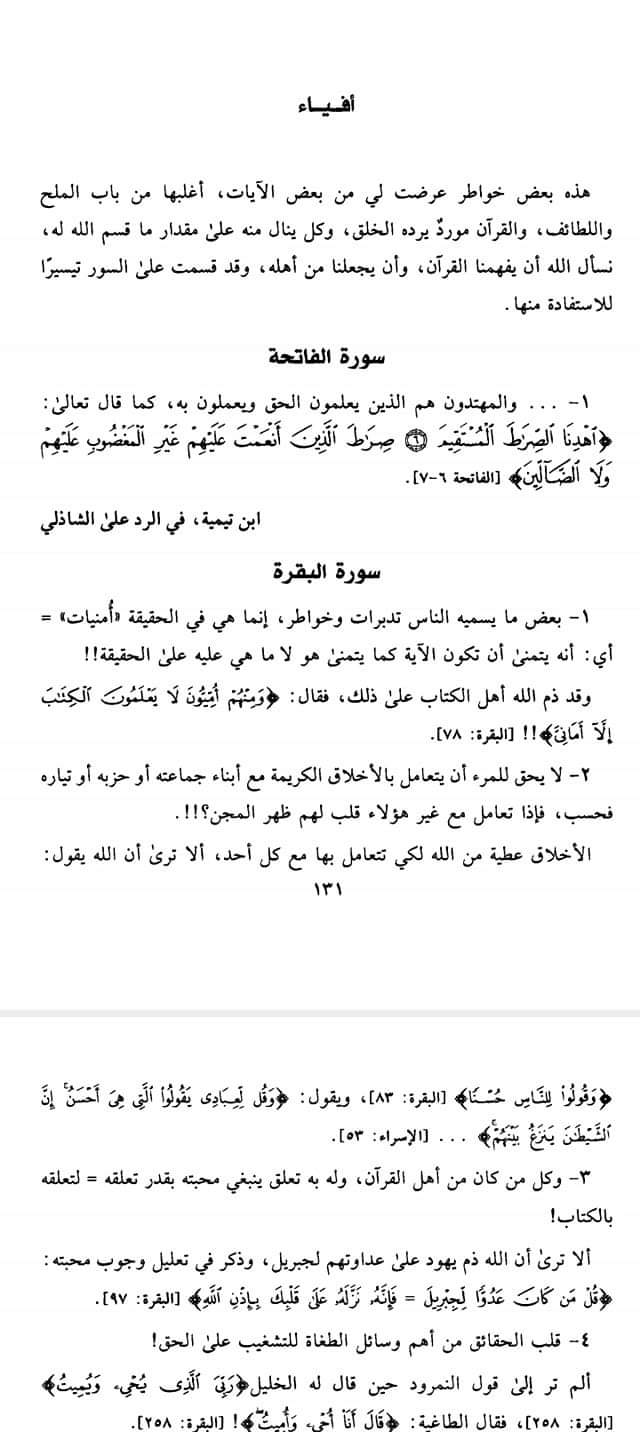 أفـيـاء
هذه بعض خواطر عرضت لي من بعض الآيات، أغلبها من باب الملح
واللطائف، والقرآن موردٌ يرده الخلق، وكل ينال منه علىٰ مقدار ما قسم الله له،
نسأل الله أن يفهمنا القرآن، وأن يجعلنا من أهله، وقد قسمت علىٰ السور تيسيرًا
للاستفادة منها.
سورة الفاتحة
١- ... والمهتدون هم الذين يعلمون الحق ويعملون به، كما قال تعالىٰ:
﴿ٱهۡدِنَا ٱلصِّرَٰطَ ٱلۡمُسۡتَقِيمَ ۝٦ صِرَٰطَ ٱلَّذِينَ أَنۡعَمۡتَ عَلَيۡهِمۡ غَيۡرِ ٱلۡمَغۡضُوبِ عَلَيۡهِمۡ
وَلَا ٱلضَّآلِّينَ﴾ [الفاتحة ٦-٧].
ابن تيمية، في الرد علىٰ الشاذلي
سورة البقرة
١- بعض ما يسميه الناس تدبرات وخواطر، إنما هي في الحقيقة «أُمنيات» =
أي: أنه يتمنىٰ أن تكون الآية كما يتمنىٰ هو لا ما هي عليه علىٰ الحقيقة!!
وقد ذم الله أهل الكتاب علىٰ ذلك، فقال: ﴿وَمِنۡهُمۡ أُمِّيُّونَ لَا يَعۡلَمُونَ ٱلۡكِتَٰبَ
إِلَّآ أَمَانِيَّ﴾!! [البقرة: ٧٨].
٢- لا يحق للمرء أن يتعامل بالأخلاق الكريمة مع أبناء جماعته أو حزبه أو تياره
فحسب، فإذا تعامل مع غير هؤلاء قلب لهم ظهر المجن؟!!.
الأخلاق عطية من الله لكي تتعامل بها مع كل أحد، ألا ترىٰ أن الله يقول:
١٣١
﴿وَقُولُواْ لِلنَّاسِ حُسۡنٗا﴾ [البقرة: ٨٣]، ويقول: ﴿وَقُل لِّعِبَادِي يَقُولُواْ ٱلَّتِي هِيَ أَحۡسَنُۚ إِنَّ
ٱلشَّيۡطَٰنَ يَنزَغُ بَيۡنَهُمۡۚ﴾ ... [الإسراء: ٥٣].
٣- وكل من كان من أهل القرآن، وله به تعلق ينبغي محبته بقدر تعلقه = لتعلقه
بالكتاب!
ألا ترىٰ أن الله ذم يهود علىٰ عداوتهم لجبريل، وذكر في تعليل وجوب محبته:
﴿قُلۡ مَن كَانَ عَدُوّٗا لِّجِبۡرِيلَ = فَإِنَّهُۥ نَزَّلَهُۥ عَلَىٰ قَلۡبِكَ بِإِذۡنِ ٱللَّهِ﴾ [البقرة: ٩٧].
٤- قلب الحقائق من أهم وسائل الطغاة للتشغيب علىٰ الحق!
ألم تر إلىٰ قول النمرود حين قال له الخليل﴿رَبِّيَ ٱلَّذِي يُحۡيِۦ وَيُمِيتُ﴾
[البقرة: ٢٥٨]، فقال الطاغية: ﴿قَالَ أَنَا۠ أُحۡيِۦ وَأُمِيتُۖ﴾! [البقرة: ٢٥٨].